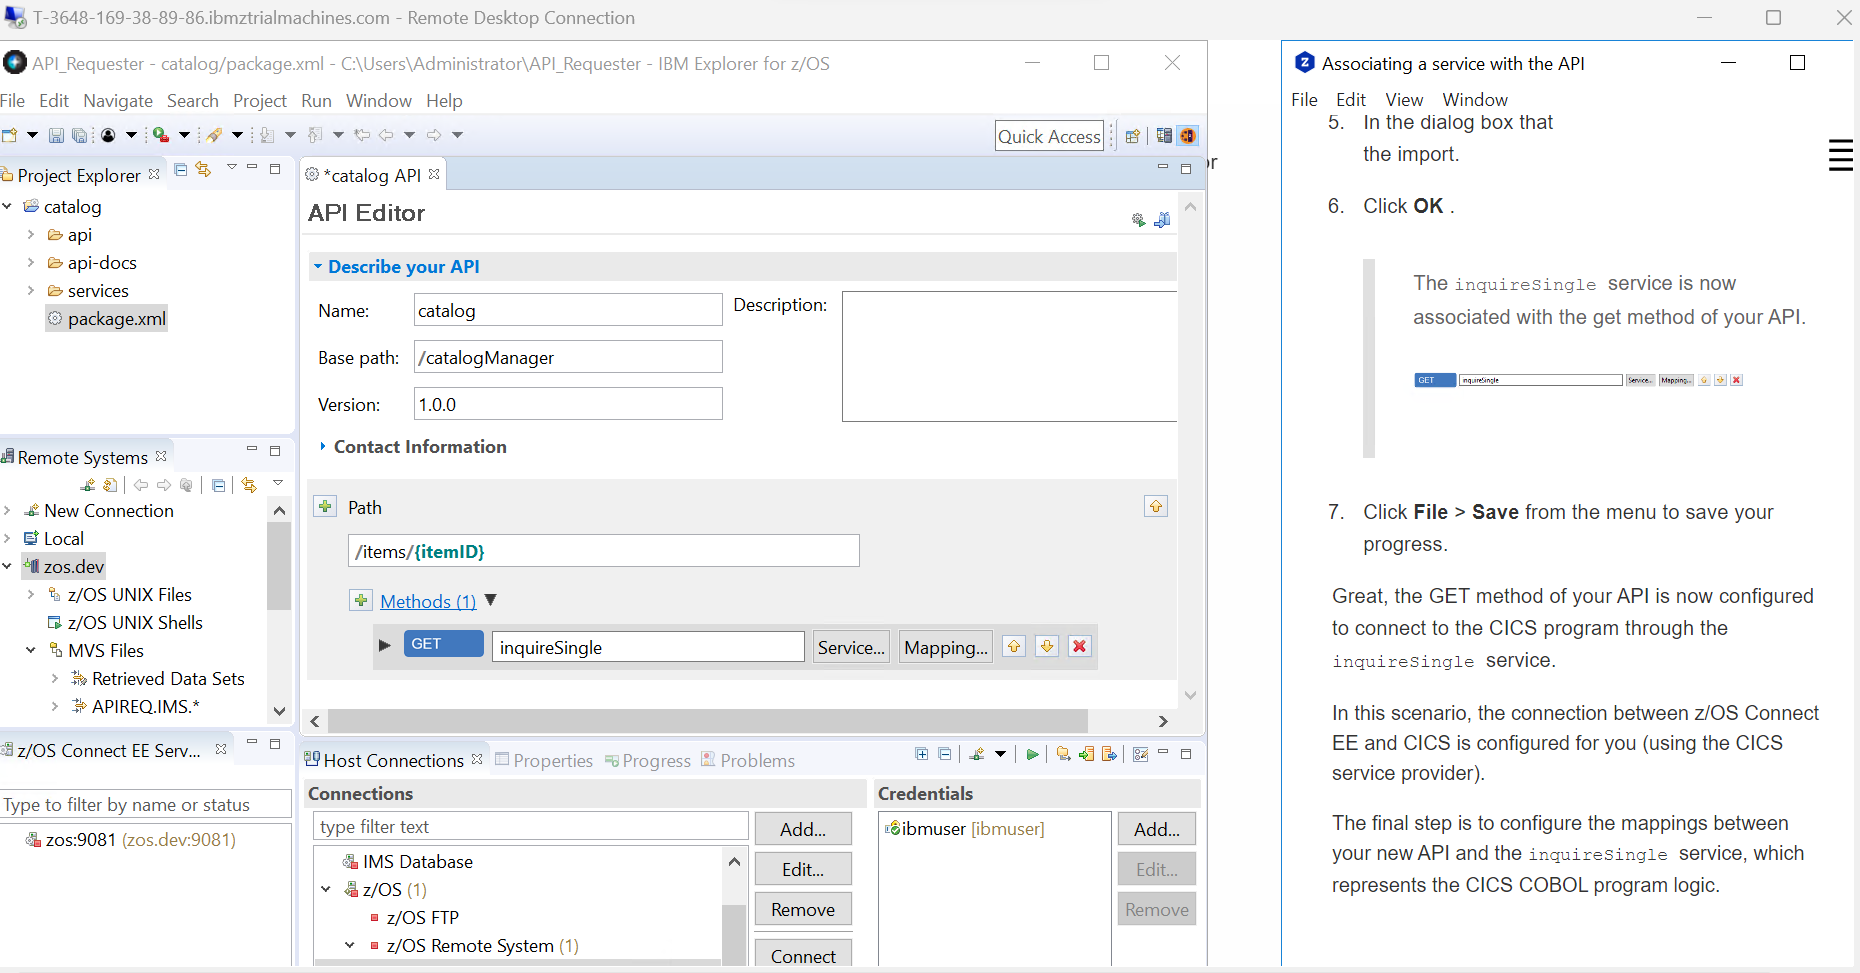 T-3648-169-38-89-86.ibmztrialmachines.com - Remote Desktop Connection
API_Requester - catalog/package.xml - C:\Users\Administrator\API_Requester - IBM Explorer for z/OS
File Edit Navigate Search Project Run Window Help
Quick Access
Project Explorer
catalog
api
api-docs
services
package.xml
Remote Systems
New Connection
Local
zos.dev
z/OS UNIX Files
z/OS UNIX Shells
MVS Files
Retrieved Data Sets
APIREQ.IMS.*
z/OS Connect EE Serv...
Type to filter by name or status
zos:9081 (zos.dev:9081)
*catalog API
API Editor
Describe your API
Name: catalog
Description:
Base path: /catalogManager
Version: 1.0.0
Contact Information
Path
/items/{itemID}
Methods (1)
GET inquireSingle Service... Mapping...
Host Connections Properties Progress Problems
Connections
type filter text
IMS Database
z/OS (1)
z/OS FTP
z/OS Remote System (1)
Add...
Edit...
Remove
Connect
Credentials
ibmuser [ibmuser]
Add...
Edit...
Remove
or
Associating a service with the API
File Edit View Window
5. In the dialog box that
the import.
6. Click OK .
The inquireSingle service is now
associated with the get method of your API.
GET inquireSingle Service... Mapping...
7. Click File > Save from the menu to save your
progress.
Great, the GET method of your API is now configured
to connect to the CICS program through the
inquireSingle service.
In this scenario, the connection between z/OS Connect
EE and CICS is configured for you (using the CICS
service provider).
The final step is to configure the mappings between
your new API and the inquireSingle service, which
represents the CICS COBOL program logic.